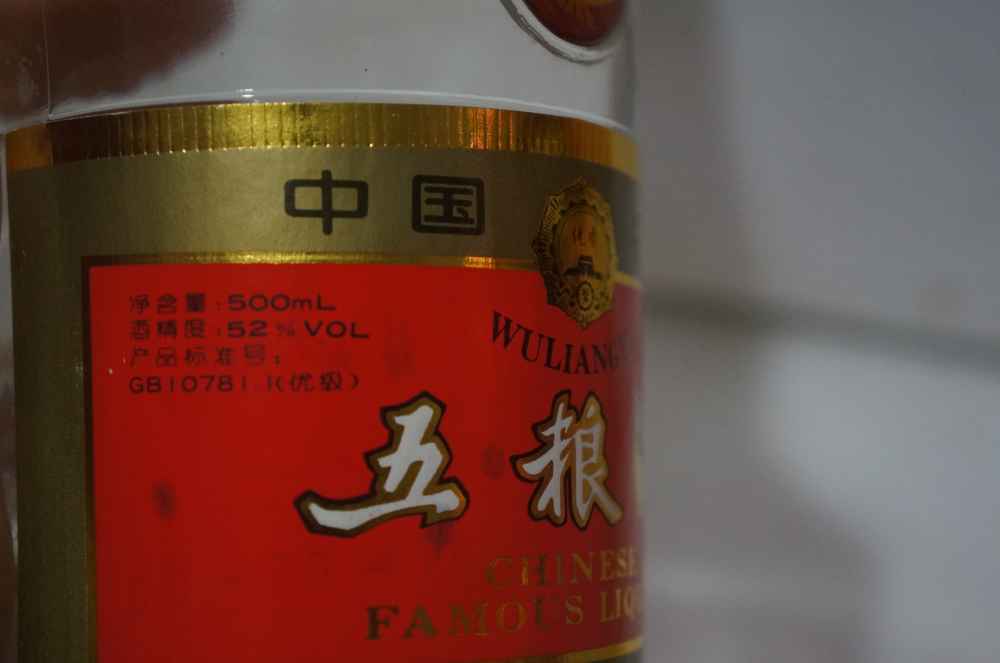 中国
净含量:500mL
香精度:52%VOL
产品标准号:
GB10781.1(优级)
WULIANG
五粮
CHINESE
FAMOUS LIQ